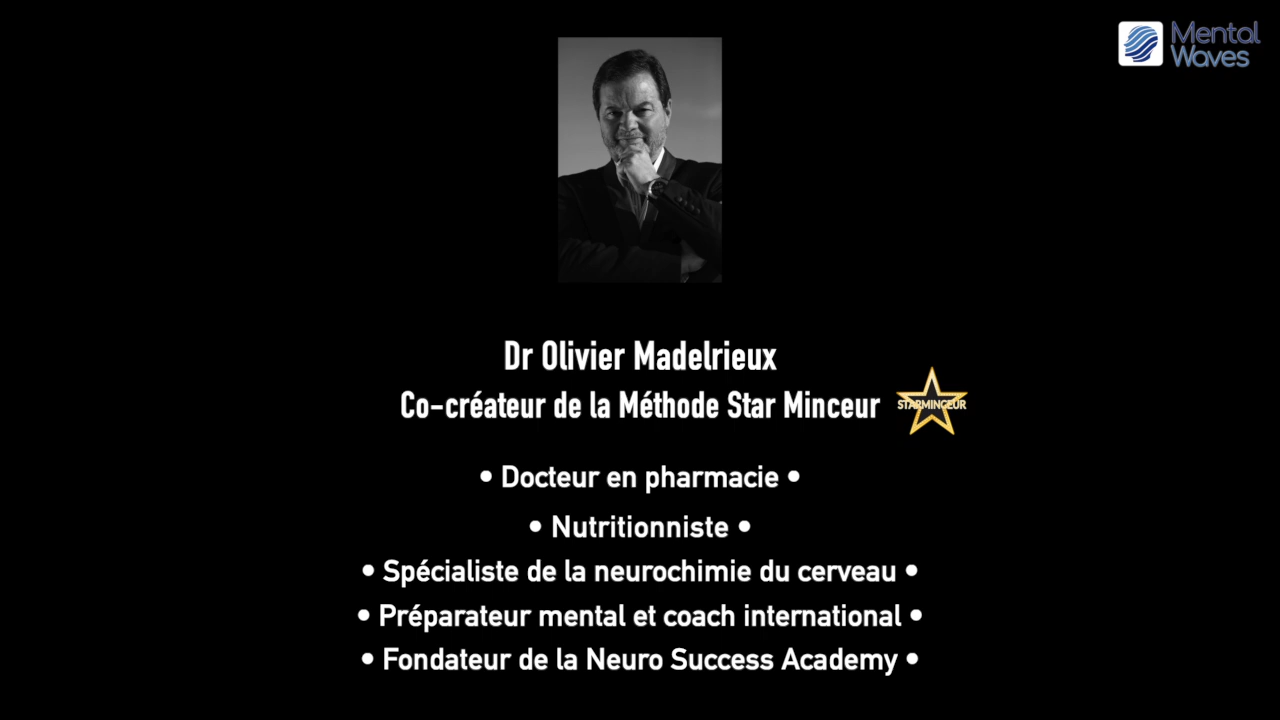 Mental
Waves
Dr Olivier Madelrieux
Co-créateur de la Méthode Star Minceur
STARMINCEUR
• Docteur en pharmacie •
• Nutritionniste •
• Spécialiste de la neurochimie du cerveau •
• Préparateur mental et coach international •
• Fondateur de la Neuro Success Academy •